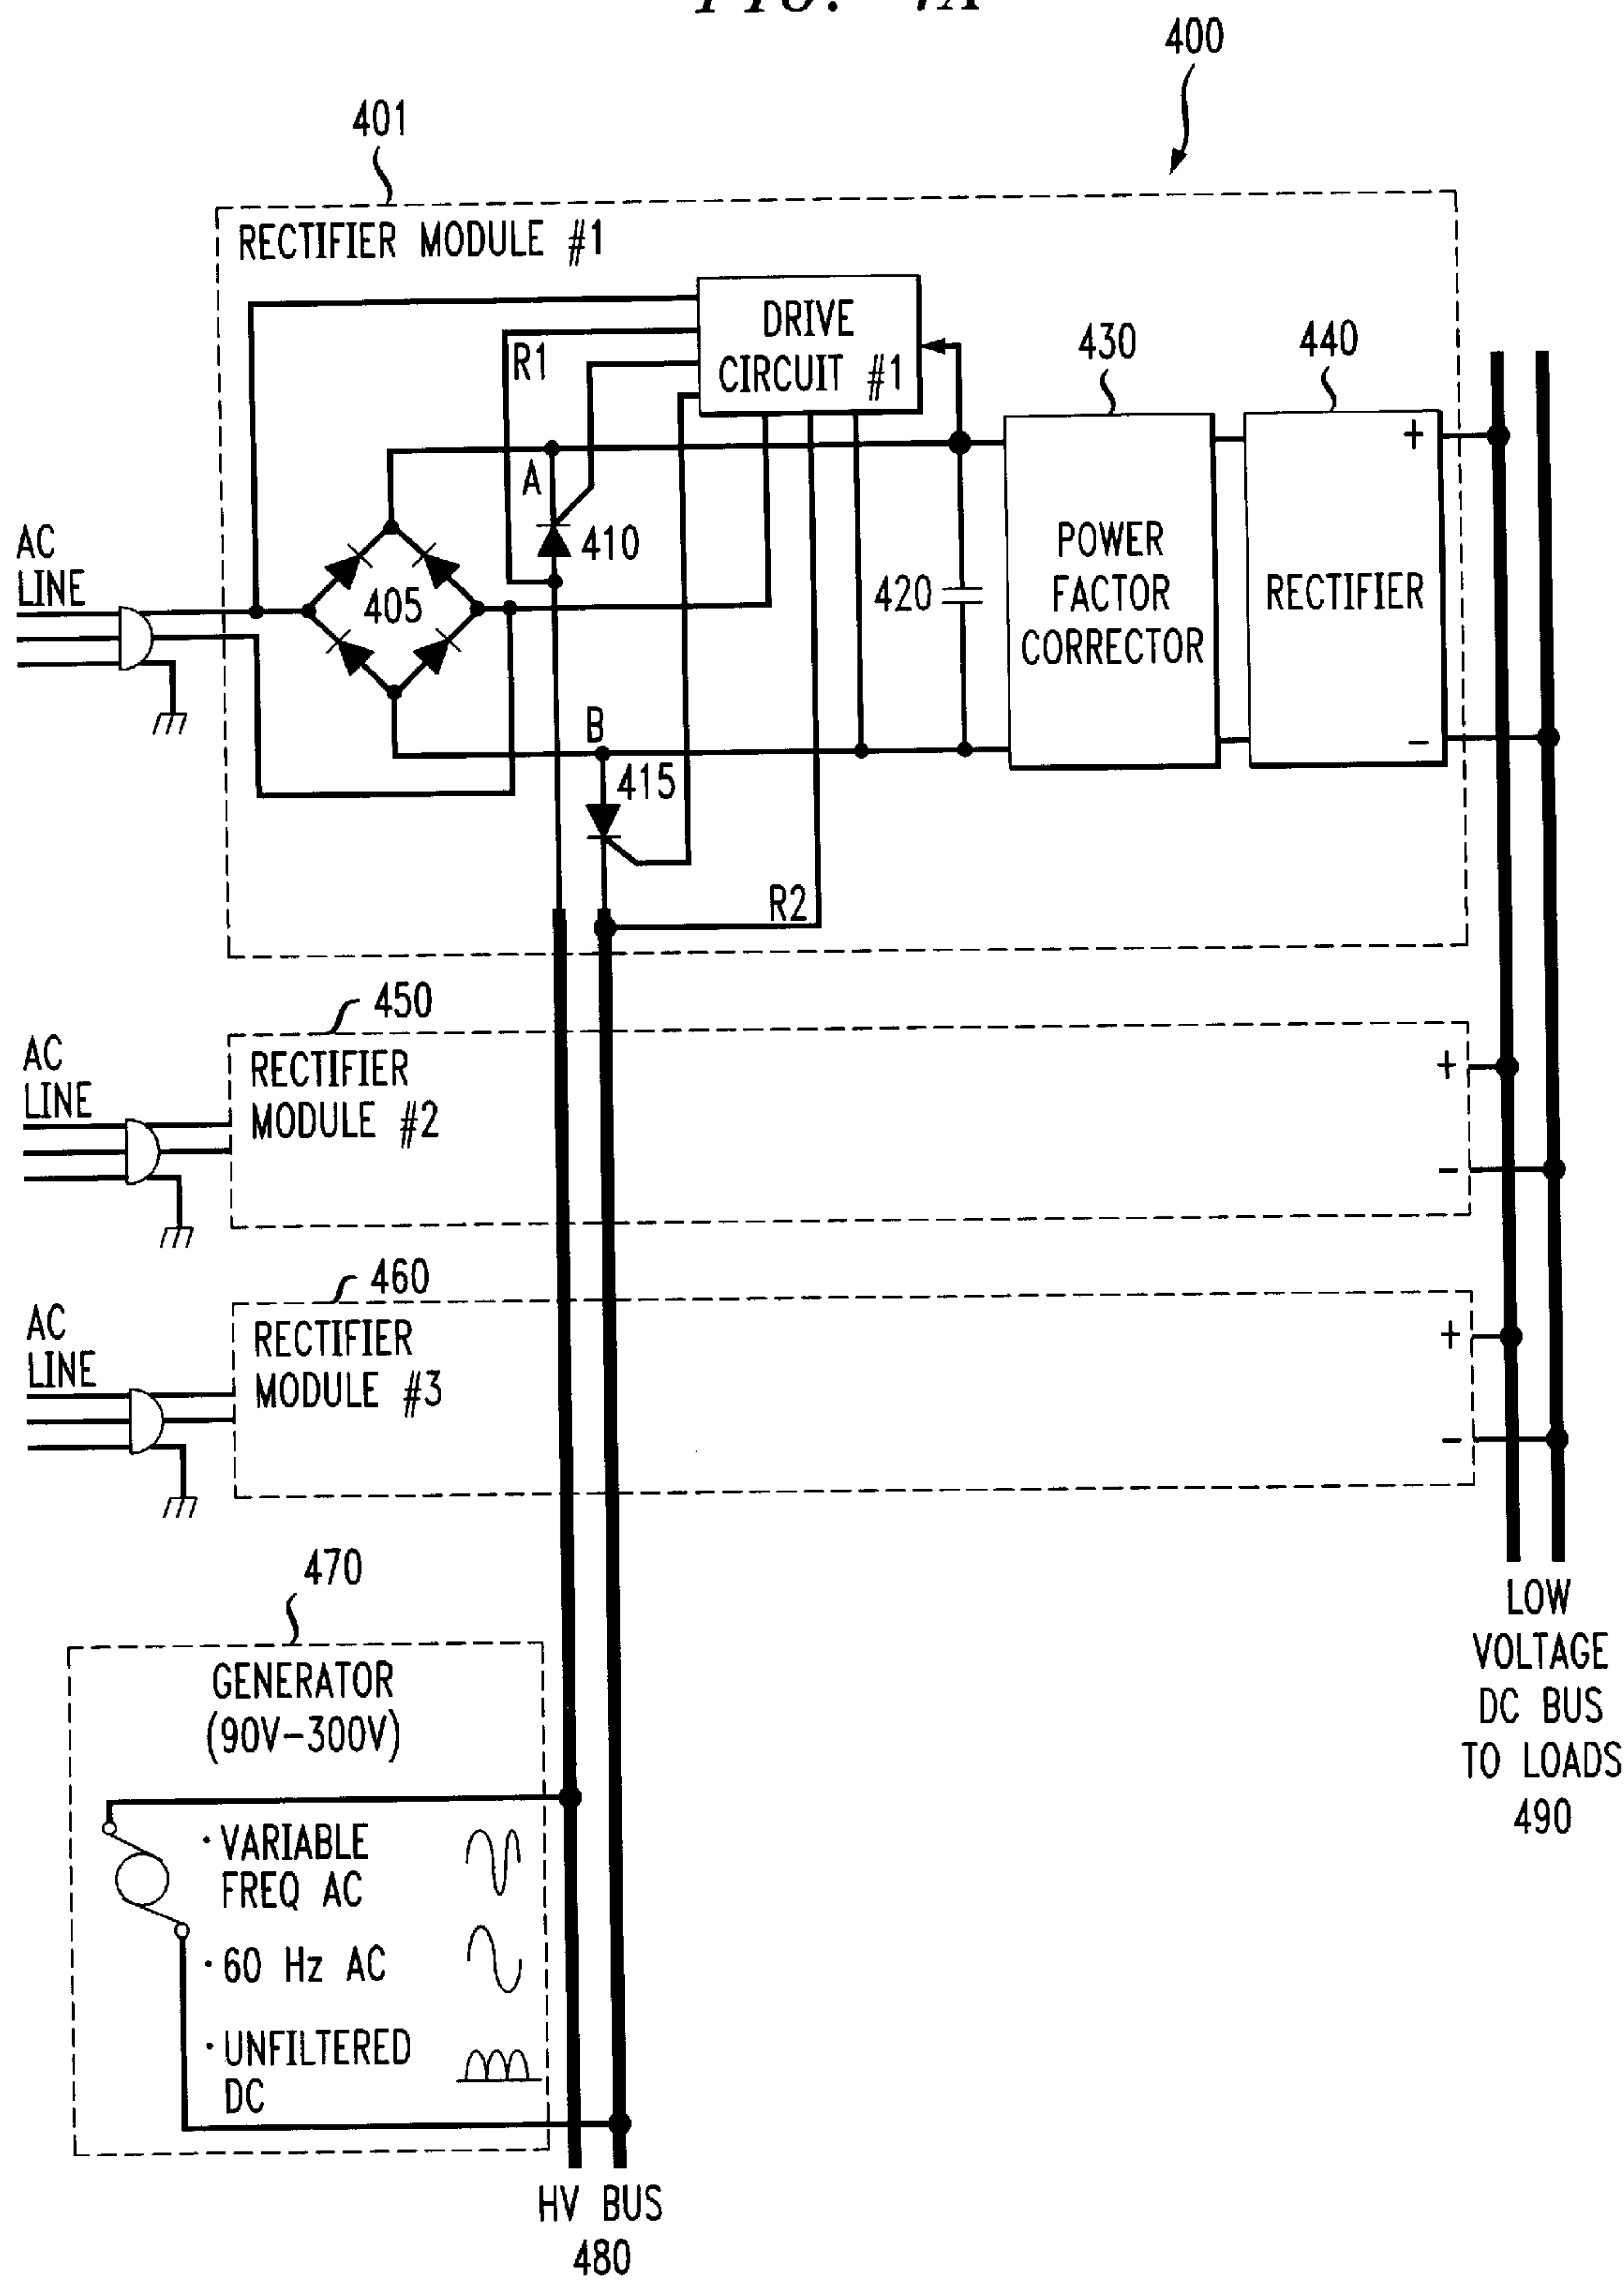 FIG. 4A
400
401
RECTIFIER MODULE #1
DRIVE
CIRCUIT #1
R1
430
440
A
410
405
AC
LINE
420
POWER
FACTOR
CORRECTOR
RECTIFIER
+
-
B
415
R2
450
AC
LINE
RECTIFIER
MODULE #2
+
-
460
AC
LINE
RECTIFIER
MODULE #3
+
-
470
GENERATOR
(90V-300V)
· VARIABLE
FREQ AC
· 60 Hz AC
· UNFILTERED
DC
LOW
VOLTAGE
DC BUS
TO LOADS
490
HV BUS
480